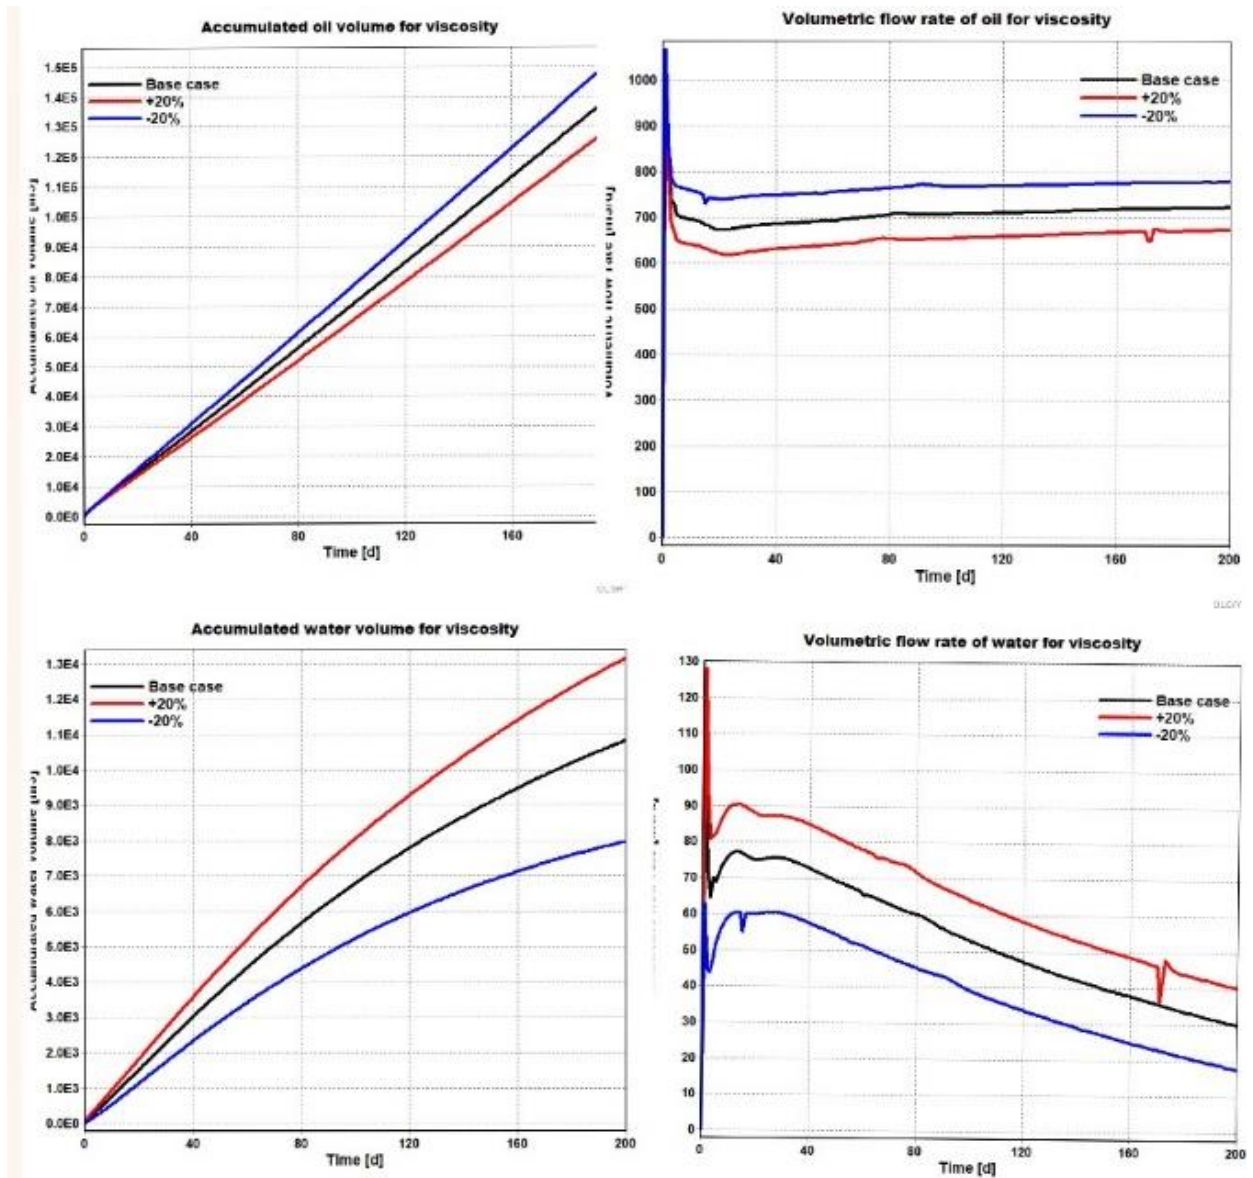 Accumulated oil volume for viscosity
1.5E5
1.4E5
1.3E5
1.2E5
1.1E5
1.0E5
9.0E4
8.0E4
7.0E4
6.0E4
5.0E4
4.0E4
3.0E4
2.0E4
1.0E4
0.0E0
Base case
+20%
-20%
0 40 80 120 160
Time [d]
Volumetric flow rate of oil for viscosity
1000
900
800
700
600
500
400
300
200
100
0
Base case
+20%
-20%
0 40 80 120 160 200
Time [d]
Accumulated water volume for viscosity
1.3E4
1.2E4
1.1E4
1.0E4
9.0E3
8.0E3
7.0E3
6.0E3
5.0E3
4.0E3
3.0E3
2.0E3
1.0E3
0.0E0
Base case
+20%
-20%
0 40 80 120 160 200
Time [d]
Volumetric flow rate of water for viscosity
130
120
110
100
90
80
70
60
50
40
30
20
10
0
Base case
+20%
-20%
0 40 80 120 160 200
Time [d]